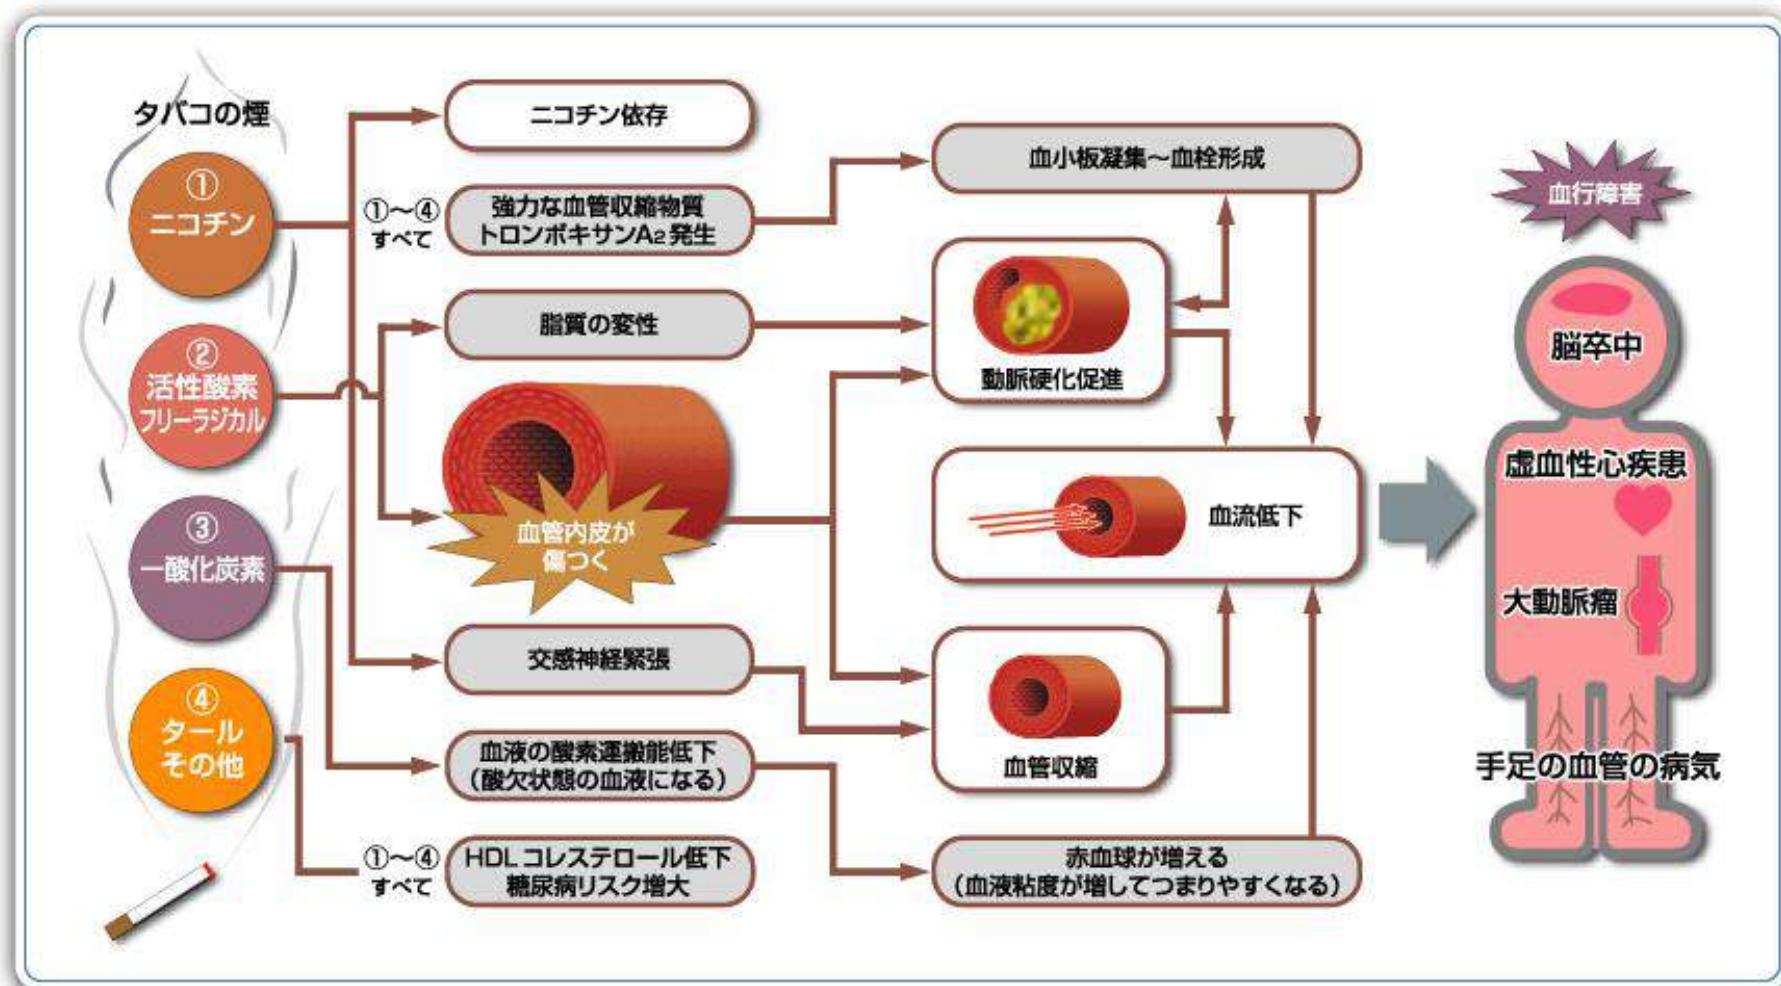 タバコの煙
①
ニコチン
②
活性酸素
フリーラジカル
③
一酸化炭素
④
タール
その他
ニコチン依存
①〜④
すべて
強力な血管収縮物質
トロンボキサンA2発生
脂質の変性
血管内皮が
傷つく
交感神経緊張
血液の酸素運搬能低下
（酸欠状態の血液になる）
①〜④
すべて
HDLコレステロール低下
糖尿病リスク増大
血小板凝集〜血栓形成
動脈硬化促進
血流低下
血管収縮
赤血球が増える
（血液粘度が増してつまりやすくなる）
血行障害
脳卒中
虚血性心疾患
大動脈瘤
手足の血管の病気